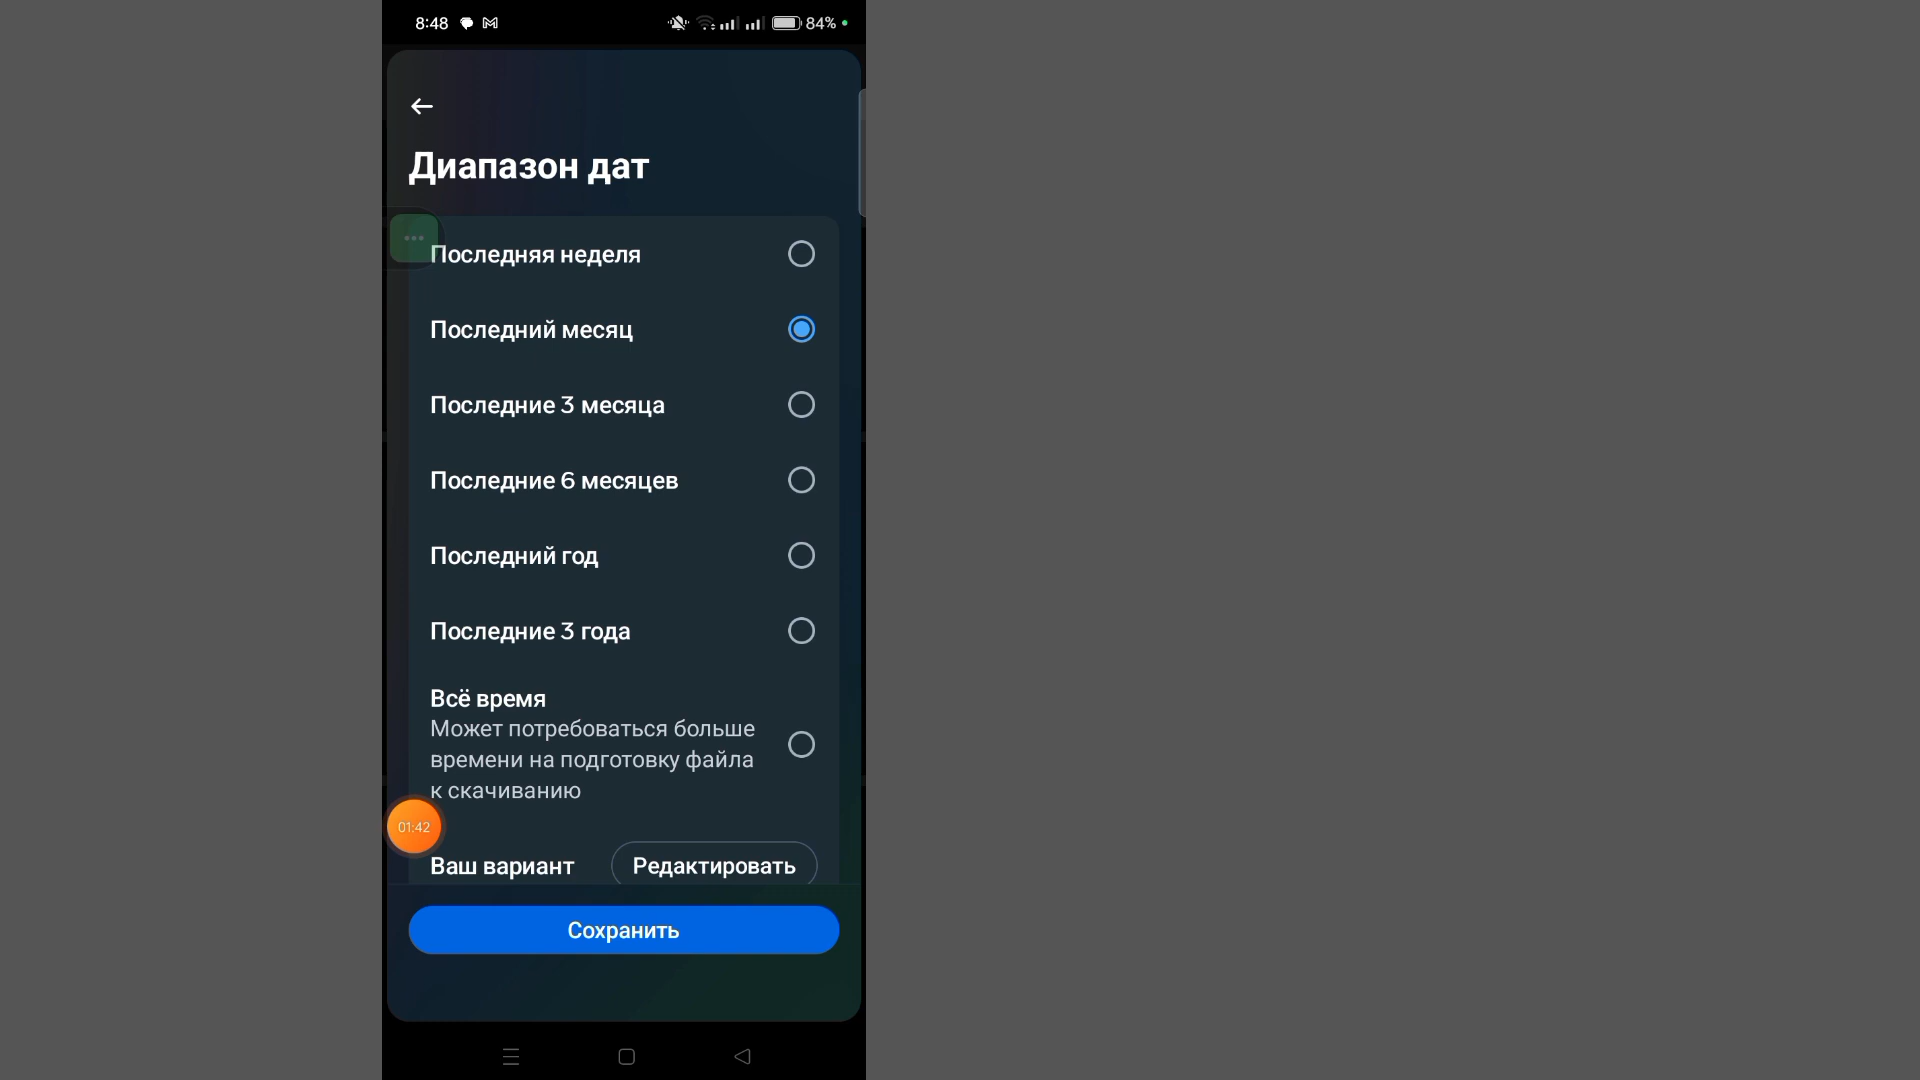 8:48
84%
Диапазон дат
Последняя неделя
Последний месяц
Последние 3 месяца
Последние 6 месяцев
Последний год
Последние 3 года
Всё время
Может потребоваться больше
времени на подготовку файла
к скачиванию
01:42
Ваш вариант
Редактировать
Сохранить